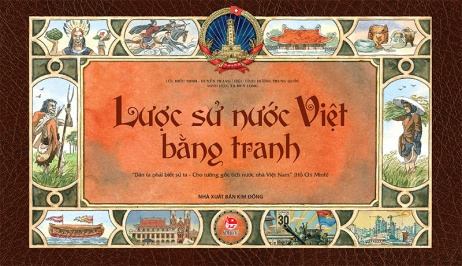 Lược sử nước Việt
bằng tranh
"Dân ta phải biết sử ta - Cho tường gốc tích nước nhà Việt Nam" (Hồ Chí Minh)
NHÀ XUẤT BẢN KIM ĐỒNG
30